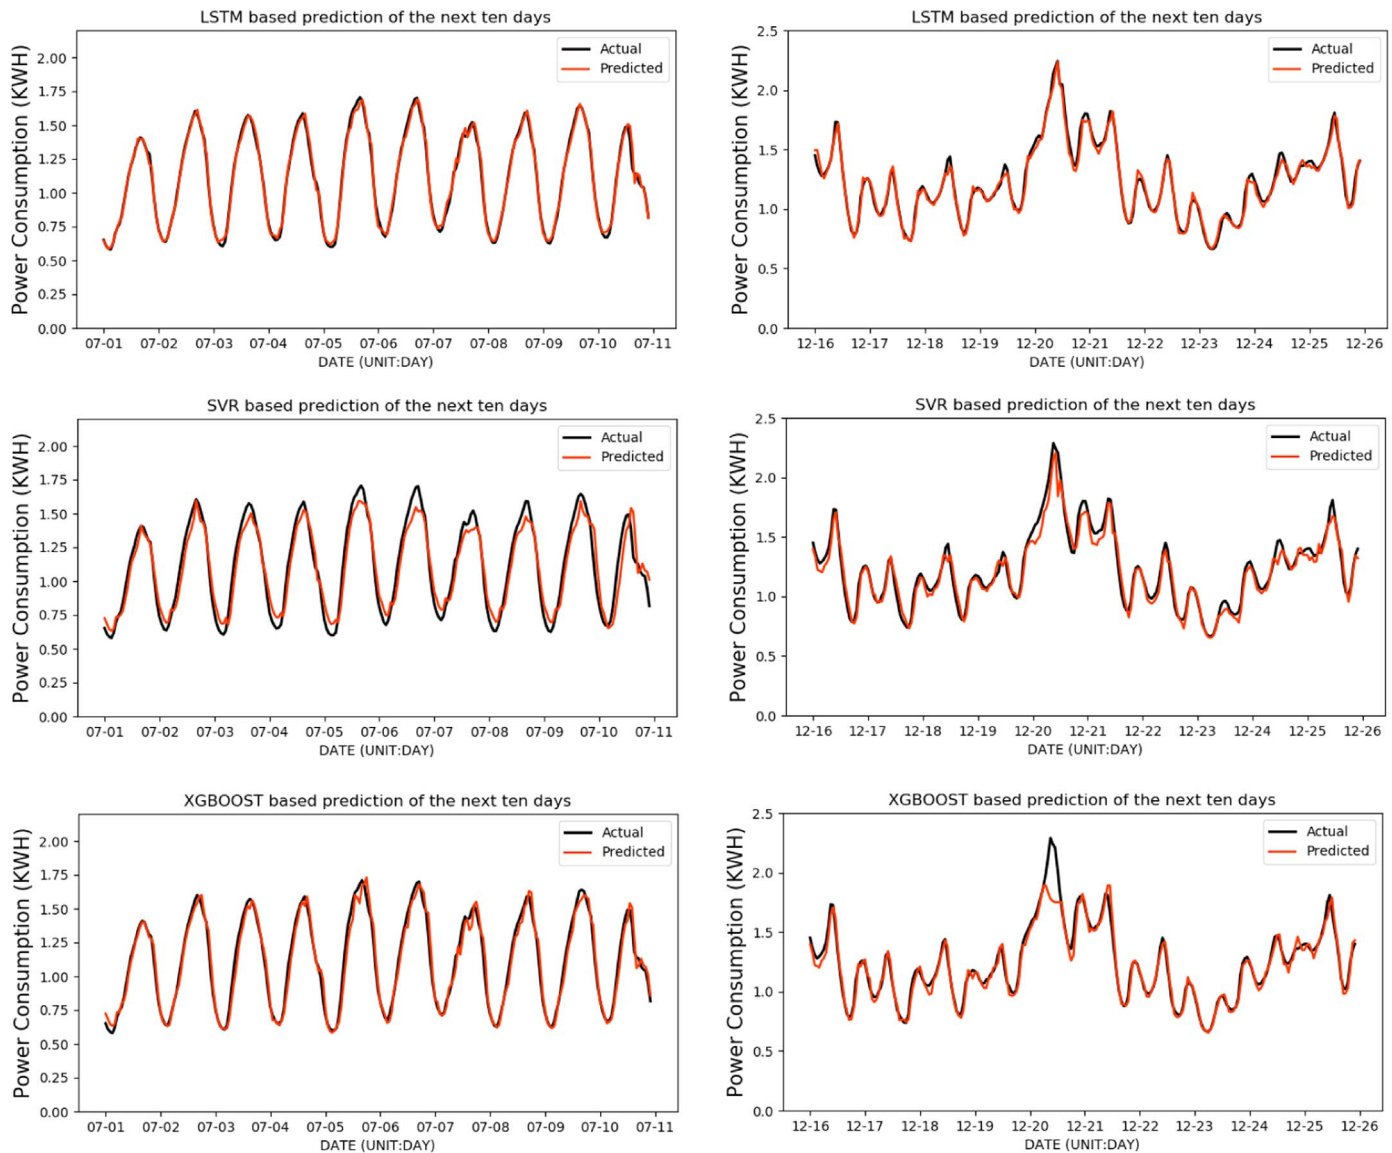 LSTM based prediction of the next ten days
Power Consumption (KWH)
2.00
1.75
1.50
1.25
1.00
0.75
0.50
0.25
0.00
Actual
Predicted
07-01 07-02 07-03 07-04 07-05 07-06 07-07 07-08 07-09 07-10 07-11
DATE (UNIT:DAY)
LSTM based prediction of the next ten days
Power Consumption (KWH)
2.5
2.0
1.5
1.0
0.5
0.0
Actual
Predicted
12-16 12-17 12-18 12-19 12-20 12-21 12-22 12-23 12-24 12-25 12-26
DATE (UNIT:DAY)
SVR based prediction of the next ten days
Power Consumption (KWH)
2.00
1.75
1.50
1.25
1.00
0.75
0.50
0.25
0.00
Actual
Predicted
07-01 07-02 07-03 07-04 07-05 07-06 07-07 07-08 07-09 07-10 07-11
DATE (UNIT:DAY)
SVR based prediction of the next ten days
Power Consumption (KWH)
2.5
2.0
1.5
1.0
0.5
0.0
Actual
Predicted
12-16 12-17 12-18 12-19 12-20 12-21 12-22 12-23 12-24 12-25 12-26
DATE (UNIT:DAY)
XGBOOST based prediction of the next ten days
Power Consumption (KWH)
2.00
1.75
1.50
1.25
1.00
0.75
0.50
0.25
0.00
Actual
Predicted
07-01 07-02 07-03 07-04 07-05 07-06 07-07 07-08 07-09 07-10 07-11
DATE (UNIT:DAY)
XGBOOST based prediction of the next ten days
Power Consumption (KWH)
2.5
2.0
1.5
1.0
0.5
0.0
Actual
Predicted
12-16 12-17 12-18 12-19 12-20 12-21 12-22 12-23 12-24 12-25 12-26
DATE (UNIT:DAY)